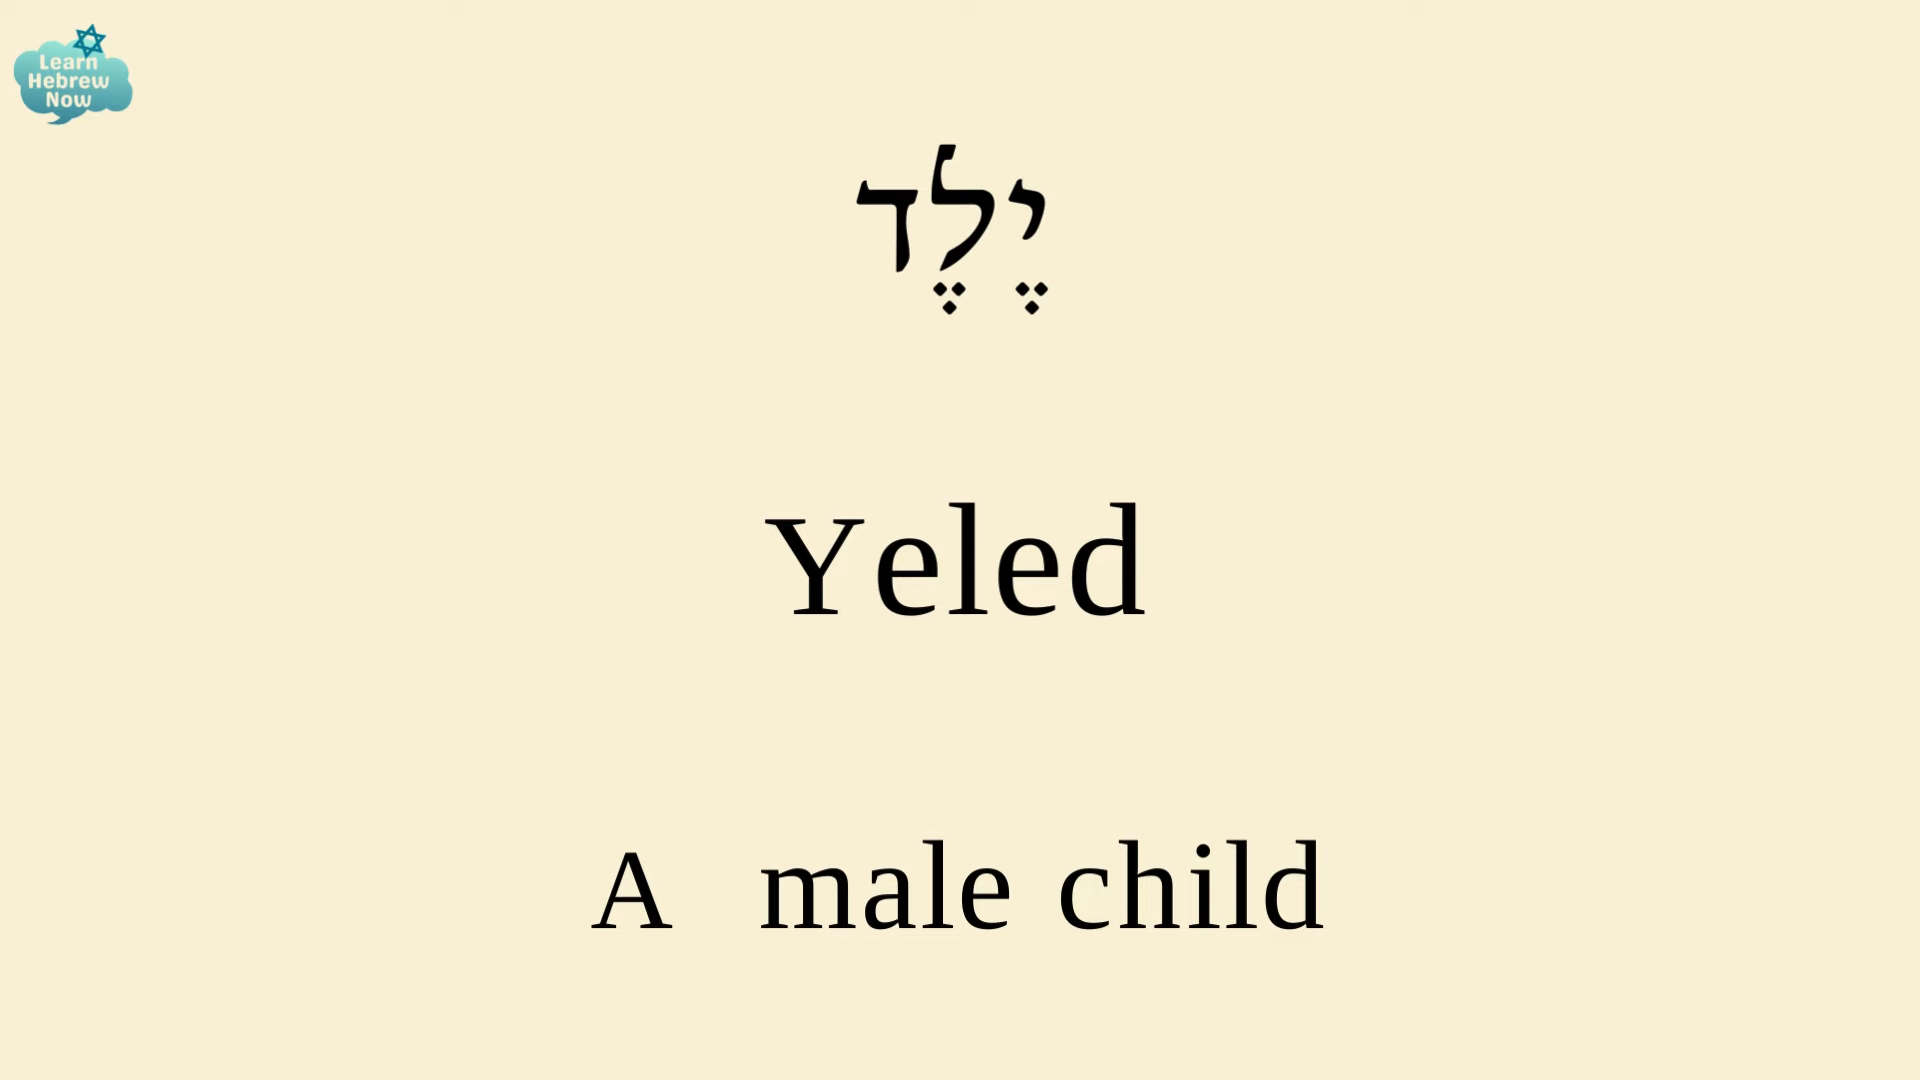 Learn
Hebrew
Now
יֶלֶד
Yeled
A male child